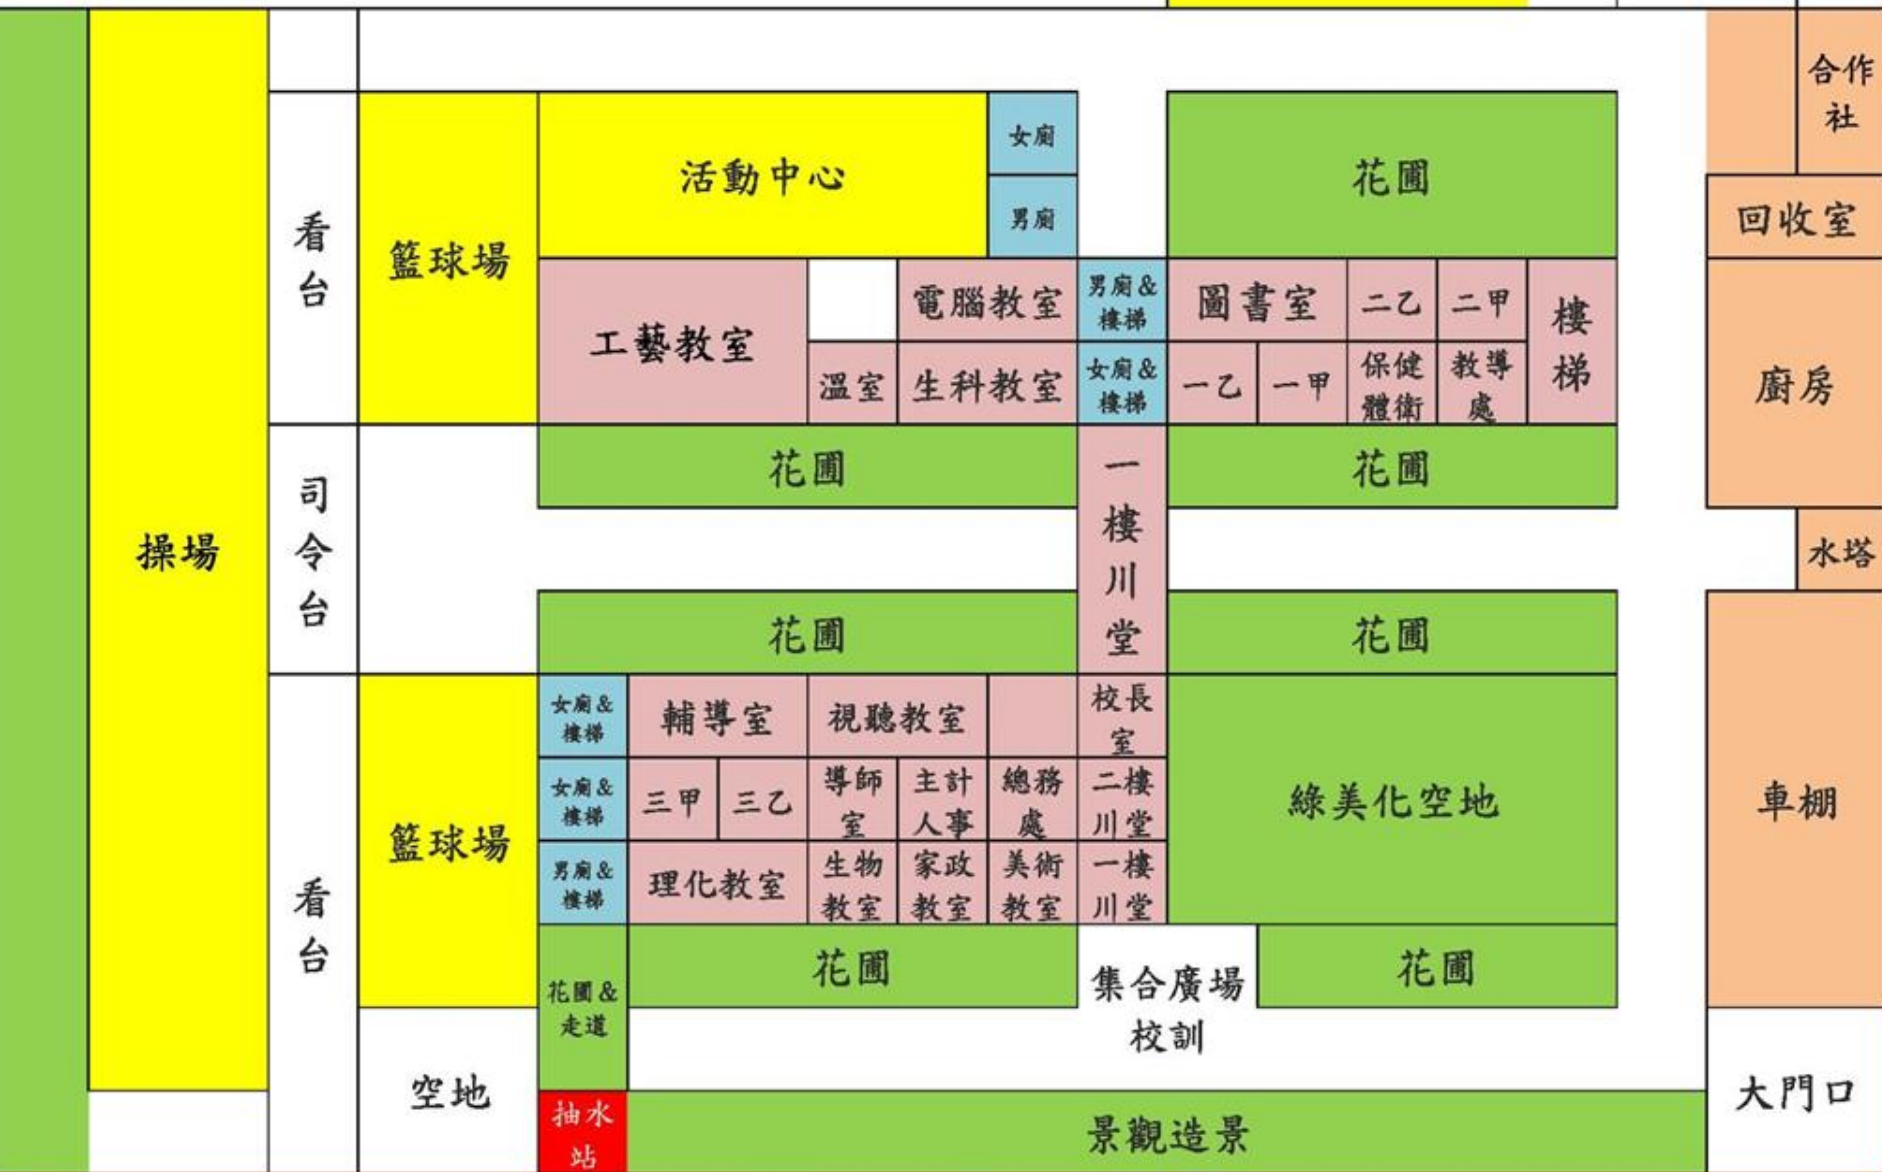 合作
社
女廁
活動中心
花圃
男廁
回收室
看
台
籃球場
男廁&
樓梯
電腦教室
圖書室
二乙
二甲
樓
梯
工藝教室
溫室
生科教室
女廁&
樓梯
一乙
一甲
保健
體衛
教導
處
廚房
花圃
一
樓
川
堂
花圃
司
令
台
操場
水塔
花圃
花圃
女廁&
樓梯
輔導室
視聽教室
校長
室
女廁&
樓梯
三甲
三乙
導師
室
主計
人事
總務
處
二樓
川堂
綠美化空地
車棚
籃球場
男廁&
樓梯
理化教室
生物
教室
家政
教室
美術
教室
一樓
川堂
看
台
花圃&
走道
花圃
集合廣場
校訓
花圃
空地
大門口
抽水
站
景觀造景